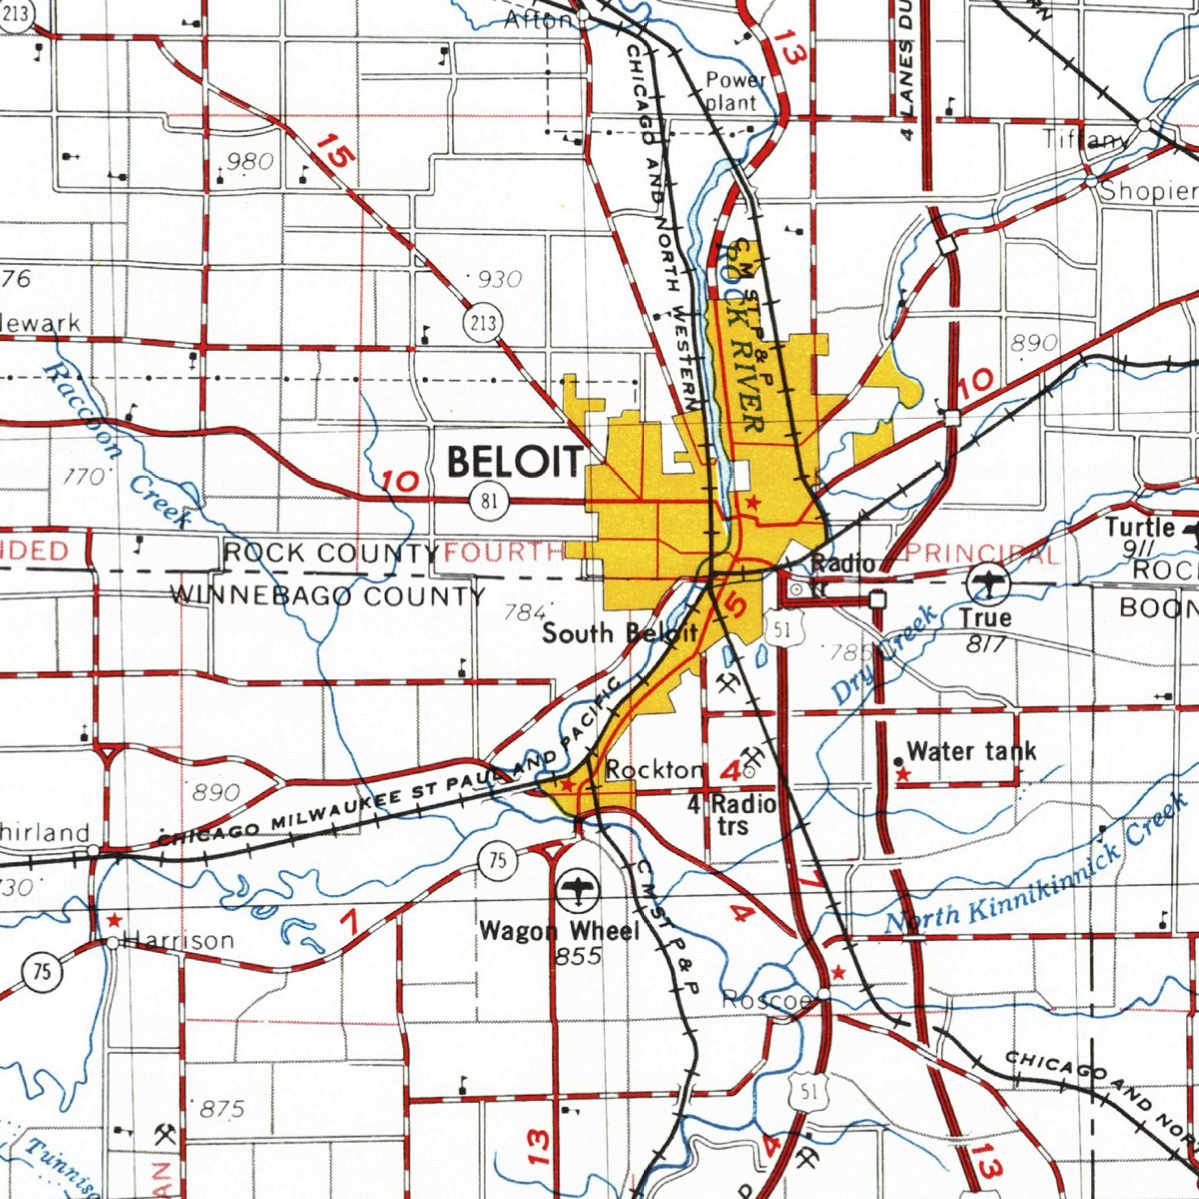 213
Afton
13
4 LANES
Power
plant
CHICAGO AND NORTH WESTERN
Tiffany
15
980
Shopier
76
930
213
C M ST P & P
ROCK RIVER
890
10
Raccoon Creek
BELOIT
770
10
81
Turtle
911
FOURTH
PRINCIPAL
ROCK COUNTY
WINNEBAGO COUNTY
Radio
tr
True
817
784
South Beloit
5
51
785
Dry Creek
CHICAGO MILWAUKEE ST PAUL AND PACIFIC
Water tank
Rockton
4
890
4 Radio
trs
75
7
C M ST P & P
7
4
North Kinnikinnick Creek
Wagon Wheel
855
Harrison
75
Roscoe
CHICAGO AND
51
875
13
4
13